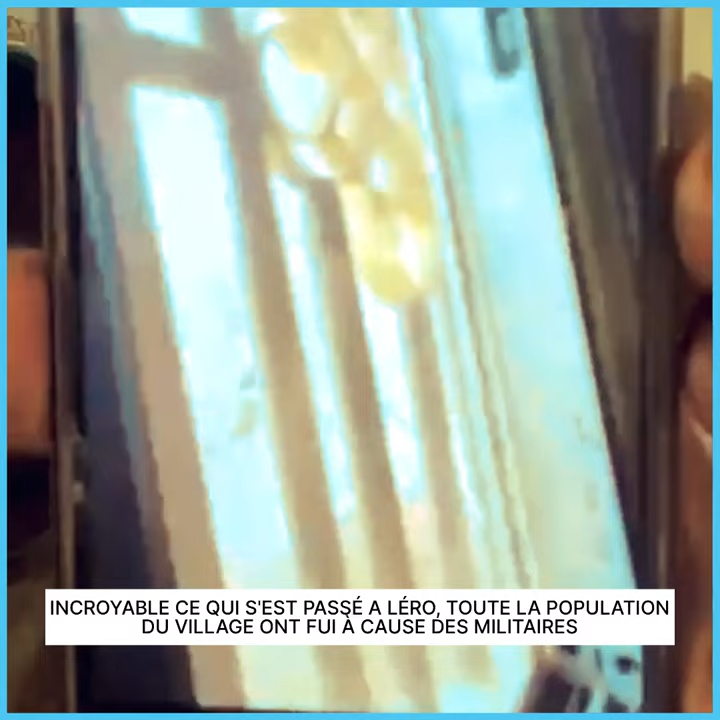 INCROYABLE CE QUI S'EST PASSÉ A LÉRO, TOUTE LA POPULATION
DU VILLAGE ONT FUI À CAUSE DES MILITAIRES